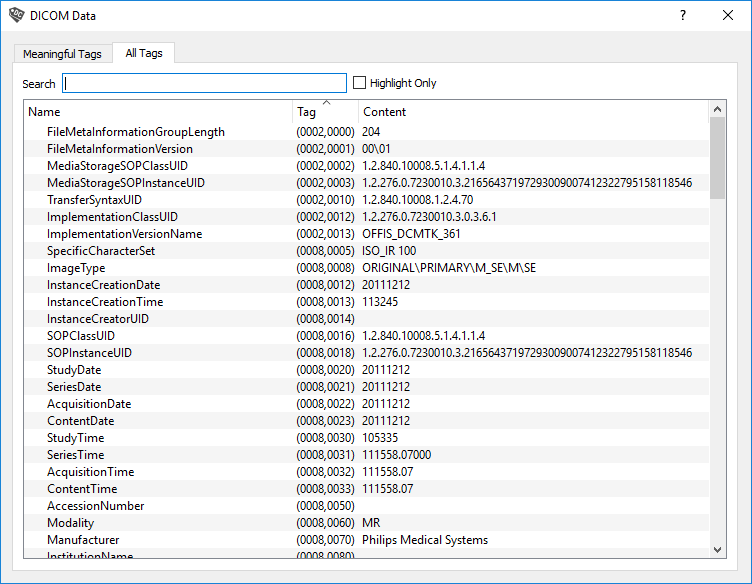 DICOM Data
Meaningful Tags All Tags
Search Highlight Only
Name Tag Content
FileMetaInformationGroupLength (0002,0000) 204
FileMetaInformationVersion (0002,0001) 00\01
MediaStorageSOPClassUID (0002,0002) 1.2.840.10008.5.1.4.1.1.4
MediaStorageSOPInstanceUID (0002,0003) 1.2.276.0.7230010.3.21656437197293009007412322795158118546
TransferSyntaxUID (0002,0010) 1.2.840.10008.1.2.4.70
ImplementationClassUID (0002,0012) 1.2.276.0.7230010.3.0.3.6.1
ImplementationVersionName (0002,0013) OFFIS_DCMTK_361
SpecificCharacterSet (0008,0005) ISO_IR 100
ImageType (0008,0008) ORIGINAL\PRIMARY\M_SE\M\SE
InstanceCreationDate (0008,0012) 20111212
InstanceCreationTime (0008,0013) 113245
InstanceCreatorUID (0008,0014)
SOPClassUID (0008,0016) 1.2.840.10008.5.1.4.1.1.4
SOPInstanceUID (0008,0018) 1.2.276.0.7230010.3.21656437197293009007412322795158118546
StudyDate (0008,0020) 20111212
SeriesDate (0008,0021) 20111212
AcquisitionDate (0008,0022) 20111212
ContentDate (0008,0023) 20111212
StudyTime (0008,0030) 105335
SeriesTime (0008,0031) 111558.07000
AcquisitionTime (0008,0032) 111558.07
ContentTime (0008,0033) 111558.07
AccessionNumber (0008,0050)
Modality (0008,0060) MR
Manufacturer (0008,0070) Philips Medical Systems
InstitutionName (0008,0080)